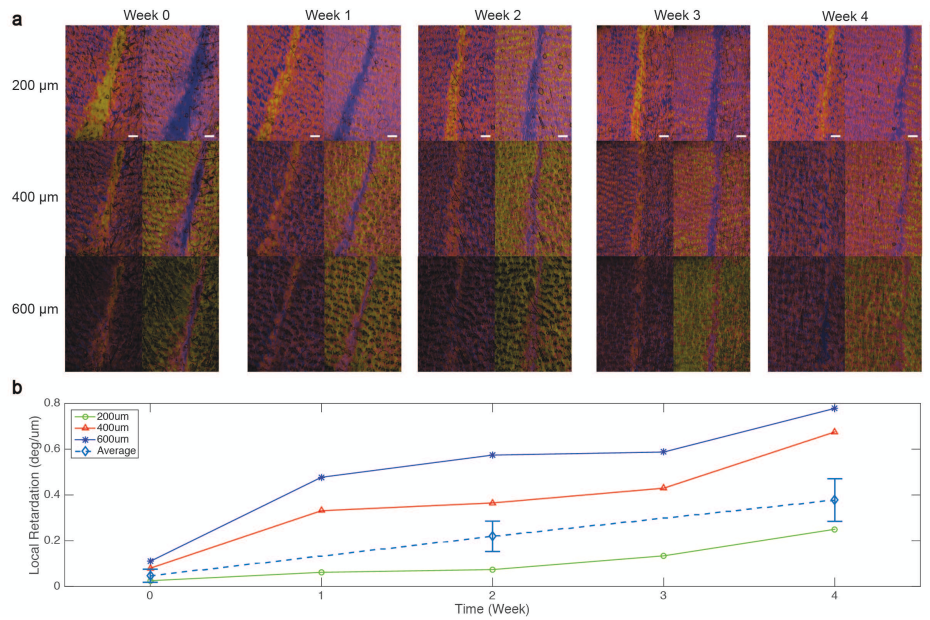 a
Week 0 Week 1 Week 2 Week 3 Week 4
200 µm
400 µm
600 µm
b
0.8
0.6
0.4
0.2
0
Local Retardation (deg/um)
200um
400um
600um
Average
0 1 2 3 4
Time (Week)